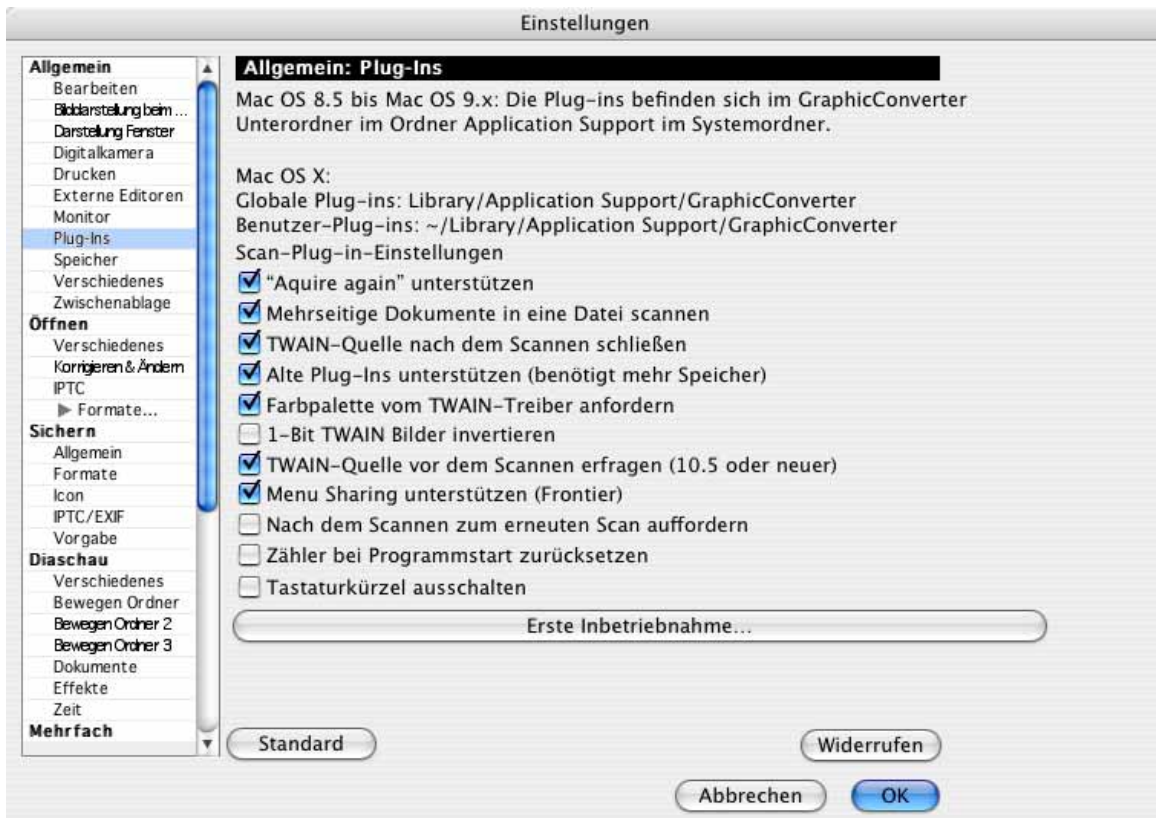 Einstellungen
Allgemein
Bearbeiten
Bilddarstellung beim ...
Darstellung Fenster
Digitalkamera
Drucken
Externe Editoren
Monitor
Plug-Ins
Speicher
Verschiedenes
Zwischenablage
Öffnen
Verschiedenes
Korrigieren & Ändern
IPTC
Formate...
Sichern
Allgemein
Formate
Icon
IPTC/EXIF
Vorgabe
Diaschau
Verschiedenes
Bewegen Ordner
Bewegen Ordner 2
Bewegen Ordner 3
Dokumente
Effekte
Zeit
Mehrfach
Allgemein: Plug-Ins
Mac OS 8.5 bis Mac OS 9.x: Die Plug-ins befinden sich im GraphicConverter
Unterordner im Ordner Application Support im Systemordner.
Mac OS X:
Globale Plug-ins: Library/Application Support/GraphicConverter
Benutzer-Plug-ins: ~/Library/Application Support/GraphicConverter
Scan-Plug-in-Einstellungen
“Aquire again” unterstützen
Mehrseitige Dokumente in eine Datei scannen
TWAIN-Quelle nach dem Scannen schließen
Alte Plug-Ins unterstützen (benötigt mehr Speicher)
Farbpalette vom TWAIN-Treiber anfordern
1-Bit TWAIN Bilder invertieren
TWAIN-Quelle vor dem Scannen erfragen (10.5 oder neuer)
Menu Sharing unterstützen (Frontier)
Nach dem Scannen zum erneuten Scan auffordern
Zähler bei Programmstart zurücksetzen
Tastaturkürzel ausschalten
Erste Inbetriebnahme...
Standard
Widerrufen
Abbrechen
OK